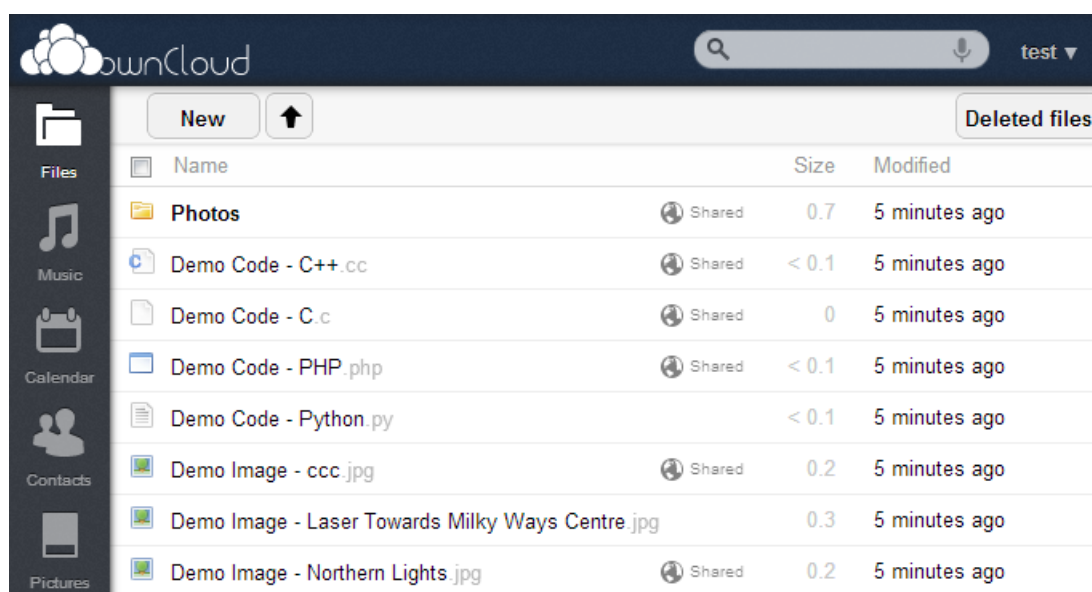 ownCloud
test ▼
New
Deleted files
Files
Name Size Modified
Photos Shared 0.7 5 minutes ago
Music
Demo Code - C++.cc Shared < 0.1 5 minutes ago
Demo Code - C.c Shared 0 5 minutes ago
Calendar
Demo Code - PHP.php Shared < 0.1 5 minutes ago
Demo Code - Python.py < 0.1 5 minutes ago
Contacts
Demo Image - ccc.jpg Shared 0.2 5 minutes ago
Demo Image - Laser Towards Milky Ways Centre.jpg 0.3 5 minutes ago
Pictures
Demo Image - Northern Lights.jpg Shared 0.2 5 minutes ago